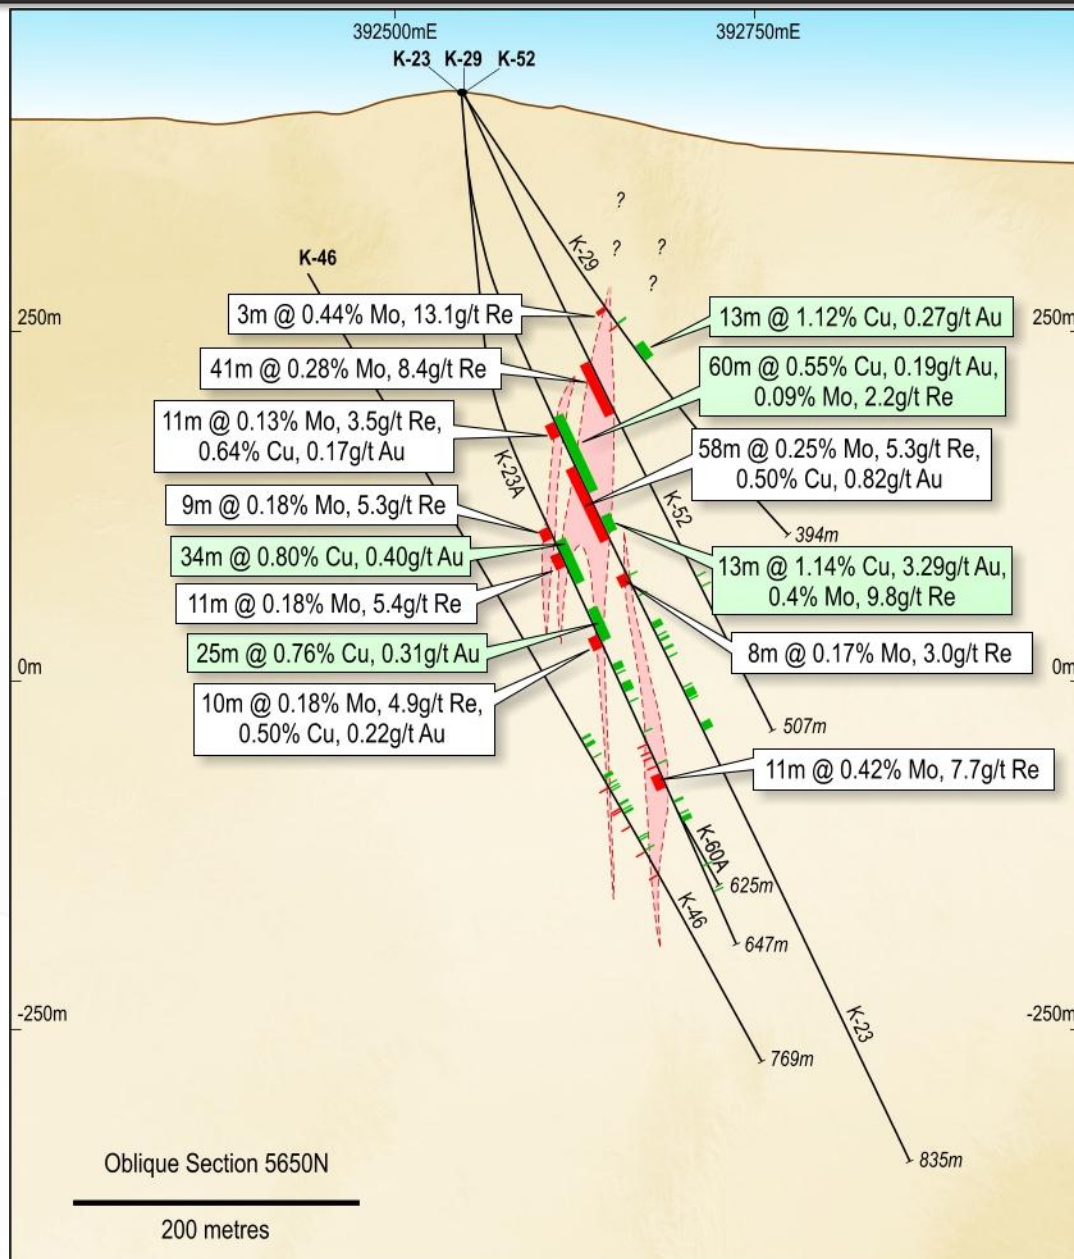 392500mE
392750mE
K-23 K-29 K-52
?
K-29
?
?
K-46
?
3m @ 0.44% Mo, 13.1g/t Re
13m @ 1.12% Cu, 0.27g/t Au
250m
250m
41m @ 0.28% Mo, 8.4g/t Re
60m @ 0.55% Cu, 0.19g/t Au,
0.09% Mo, 2.2g/t Re
11m @ 0.13% Mo, 3.5g/t Re,
0.64% Cu, 0.17g/t Au
58m @ 0.25% Mo, 5.3g/t Re,
0.50% Cu, 0.82g/t Au
K-23A
K-52
9m @ 0.18% Mo, 5.3g/t Re
394m
34m @ 0.80% Cu, 0.40g/t Au
13m @ 1.14% Cu, 3.29g/t Au,
0.4% Mo, 9.8g/t Re
11m @ 0.18% Mo, 5.4g/t Re
25m @ 0.76% Cu, 0.31g/t Au
8m @ 0.17% Mo, 3.0g/t Re
0m
0m
10m @ 0.18% Mo, 4.9g/t Re,
0.50% Cu, 0.22g/t Au
507m
11m @ 0.42% Mo, 7.7g/t Re
K-60A
625m
K-46
647m
-250m
-250m
K-23
769m
835m
Oblique Section 5650N
200 metres